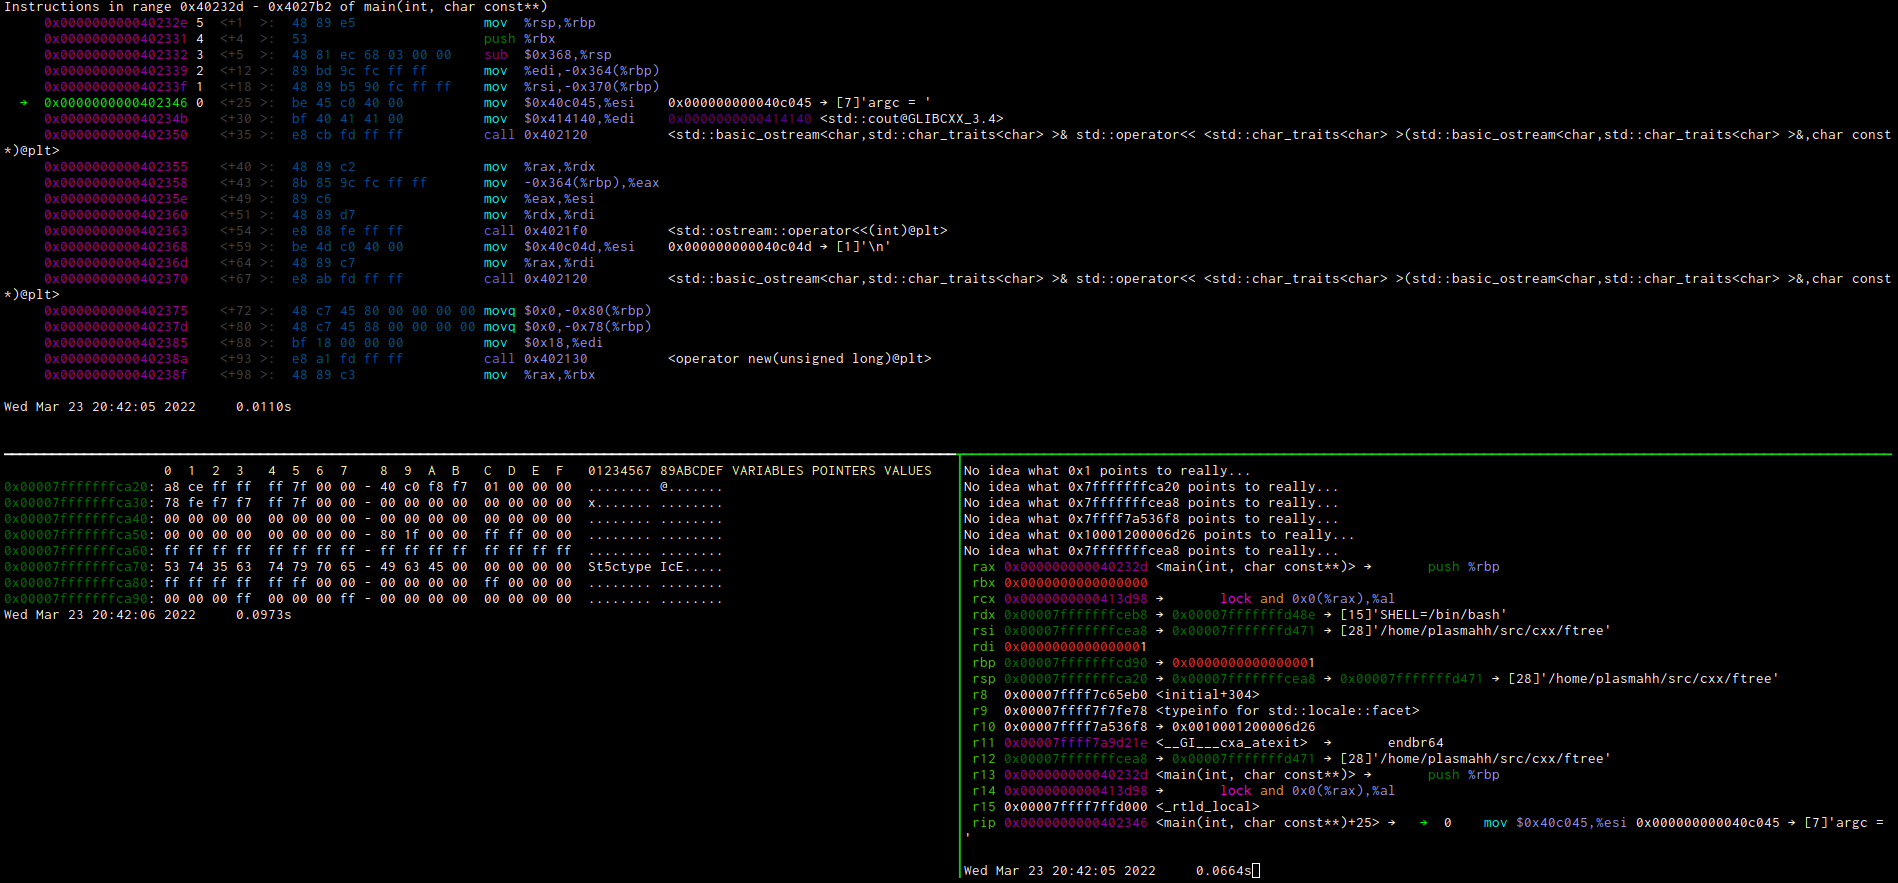 Instructions in range 0x40232d - 0x4027b2 of main(int, char const**)
0x000000000040232e 5 <+1 >: 48 89 e5 mov %rsp,%rbp
0x0000000000402331 4 <+4 >: 53 push %rbx
0x0000000000402332 3 <+5 >: 48 81 ec 68 03 00 00 sub $0x368,%rsp
0x0000000000402339 2 <+12 >: 89 bd 9c fc ff ff mov %edi,-0x364(%rbp)
0x000000000040233f 1 <+18 >: 48 89 b5 90 fc ff ff mov %rsi,-0x370(%rbp)
→ 0x0000000000402346 0 <+25 >: be 45 c0 40 00 mov $0x40c045,%esi 0x000000000040c045 → [7]'argc = '
0x000000000040234b <+30 >: bf 40 41 41 00 mov $0x414140,%edi 0x0000000000414140 <std::cout@GLIBCXX_3.4>
0x0000000000402350 <+35 >: e8 cb fd ff ff call 0x402120 <std::basic_ostream<char,std::char_traits<char> >& std::operator<< <std::char_traits<char> >(std::basic_ostream<char,std::char_traits<char> >&,char const
*)@plt>
0x0000000000402355 <+40 >: 48 89 c2 mov %rax,%rdx
0x0000000000402358 <+43 >: 8b 85 9c fc ff ff mov -0x364(%rbp),%eax
0x000000000040235e <+49 >: 89 c6 mov %eax,%esi
0x0000000000402360 <+51 >: 48 89 d7 mov %rdx,%rdi
0x0000000000402363 <+54 >: e8 88 fe ff ff call 0x4021f0 <std::ostream::operator<<(int)@plt>
0x0000000000402368 <+59 >: be 4d c0 40 00 mov $0x40c04d,%esi 0x000000000040c04d → [1]'\n'
0x000000000040236d <+64 >: 48 89 c7 mov %rax,%rdi
0x0000000000402370 <+67 >: e8 ab fd ff ff call 0x402120 <std::basic_ostream<char,std::char_traits<char> >& std::operator<< <std::char_traits<char> >(std::basic_ostream<char,std::char_traits<char> >&,char const
*)@plt>
0x0000000000402375 <+72 >: 48 c7 45 80 00 00 00 00 movq $0x0,-0x80(%rbp)
0x000000000040237d <+80 >: 48 c7 45 88 00 00 00 00 movq $0x0,-0x78(%rbp)
0x0000000000402385 <+88 >: bf 18 00 00 00 mov $0x18,%edi
0x000000000040238a <+93 >: e8 a1 fd ff ff call 0x402130 <operator new(unsigned long)@plt>
0x000000000040238f <+98 >: 48 89 c3 mov %rax,%rbx
Wed Mar 23 20:42:05 2022 0.0110s
0 1 2 3 4 5 6 7 8 9 A B C D E F 01234567 89ABCDEF VARIABLES POINTERS VALUES
0x00007fffffffca20: a8 ce ff ff ff 7f 00 00 - 40 c0 f8 f7 01 00 00 00 ........ @.......
0x00007fffffffca30: 78 fe f7 f7 ff 7f 00 00 - 00 00 00 00 00 00 00 00 x....... ........
0x00007fffffffca40: 00 00 00 00 00 00 00 00 - 00 00 00 00 00 00 00 00 ........ ........
0x00007fffffffca50: 00 00 00 00 00 00 00 00 - 80 1f 00 00 ff ff 00 00 ........ ........
0x00007fffffffca60: ff ff ff ff ff ff ff ff - ff ff ff ff ff ff ff ff ........ ........
0x00007fffffffca70: 53 74 35 63 74 79 70 65 - 49 63 45 00 00 00 00 00 St5ctype IcE.....
0x00007fffffffca80: ff ff ff ff ff ff 00 00 - 00 00 00 00 ff 00 00 00 ........ ........
0x00007fffffffca90: 00 00 00 ff 00 00 00 ff - 00 00 00 00 00 00 00 00 ........ ........
Wed Mar 23 20:42:06 2022 0.0973s
No idea what 0x1 points to really...
No idea what 0x7fffffffca20 points to really...
No idea what 0x7fffffffcea8 points to really...
No idea what 0x7ffff7a536f8 points to really...
No idea what 0x10001200006d26 points to really...
No idea what 0x7fffffffcea8 points to really...
rax 0x000000000040232d <main(int, char const**)> → push %rbp
rbx 0x0000000000000000
rcx 0x0000000000413d98 → lock and 0x0(%rax),%al
rdx 0x00007fffffffceb8 → 0x00007fffffffd48e → [15]'SHELL=/bin/bash'
rsi 0x00007fffffffcea8 → 0x00007fffffffd471 → [28]'/home/plasmahh/src/cxx/ftree'
rdi 0x0000000000000001
rbp 0x00007fffffffcd90 → 0x0000000000000001
rsp 0x00007fffffffca20 → 0x00007fffffffcea8 → 0x00007fffffffd471 → [28]'/home/plasmahh/src/cxx/ftree'
r8 0x00007ffff7c65eb0 <initial+304>
r9 0x00007ffff7f7fe78 <typeinfo for std::locale::facet>
r10 0x00007ffff7a536f8 → 0x0010001200006d26
r11 0x00007ffff7a9d21e <__GI___cxa_atexit> → endbr64
r12 0x00007fffffffcea8 → 0x00007fffffffd471 → [28]'/home/plasmahh/src/cxx/ftree'
r13 0x000000000040232d <main(int, char const**)> → push %rbp
r14 0x0000000000413d98 → lock and 0x0(%rax),%al
r15 0x00007ffff7ffd000 <_rtld_local>
rip 0x0000000000402346 <main(int, char const**)+25> → → 0 mov $0x40c045,%esi 0x000000000040c045 → [7]'argc =
'
Wed Mar 23 20:42:05 2022 0.0664s